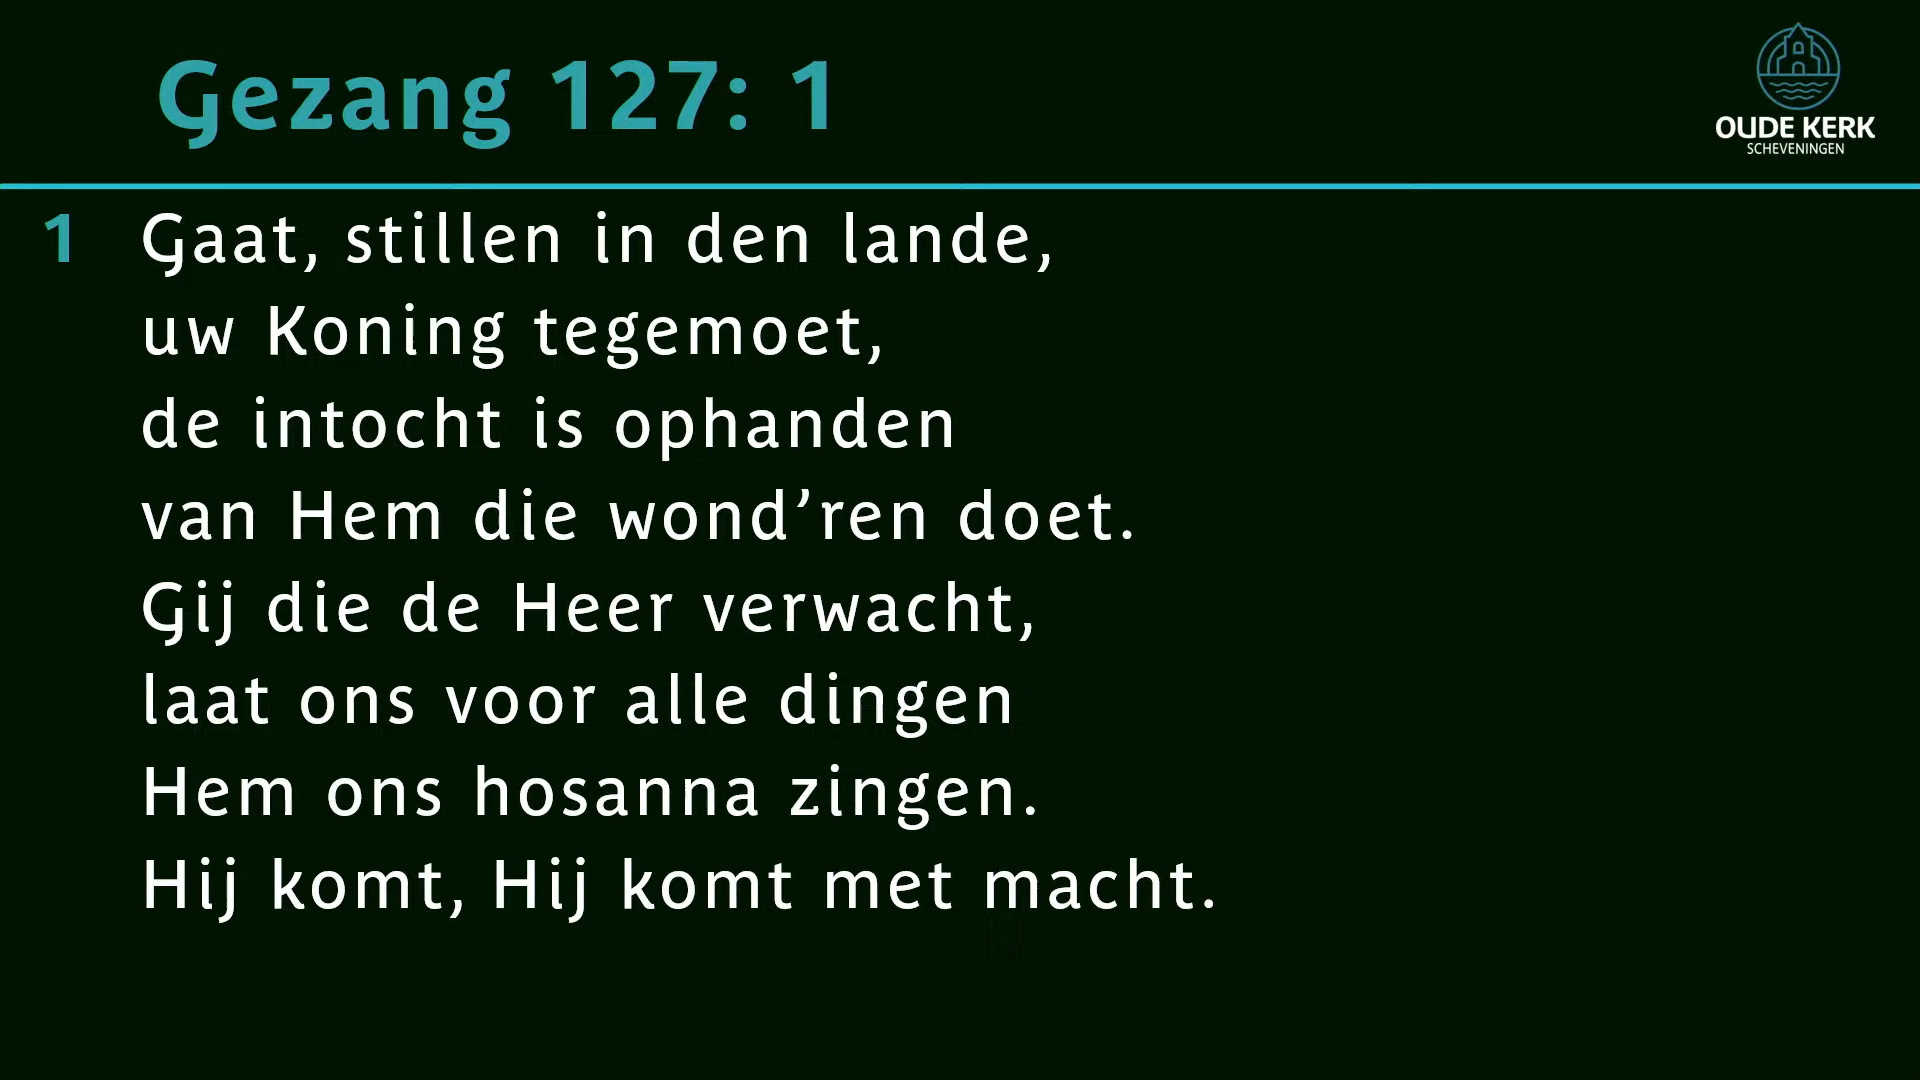 Gezang 127: 1
OUDE KERK
SCHEVENINGEN
1 Gaat, stillen in den lande,
uw Koning tegemoet,
de intocht is ophanden
van Hem die wond’ren doet.
Gij die de Heer verwacht,
laat ons voor alle dingen
Hem ons hosanna zingen.
Hij komt, Hij komt met macht.